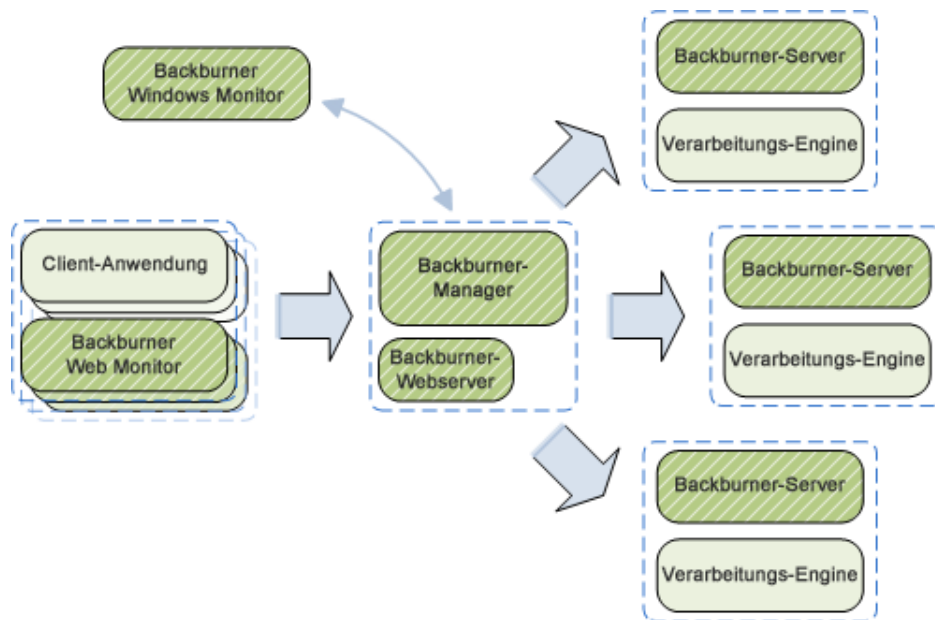 Backburner
Windows Monitor
Client-Anwendung
Backburner
Web Monitor
Backburner-
Manager
Backburner-
Webserver
Backburner-Server
Verarbeitungs-Engine
Backburner-Server
Verarbeitungs-Engine
Backburner-Server
Verarbeitungs-Engine